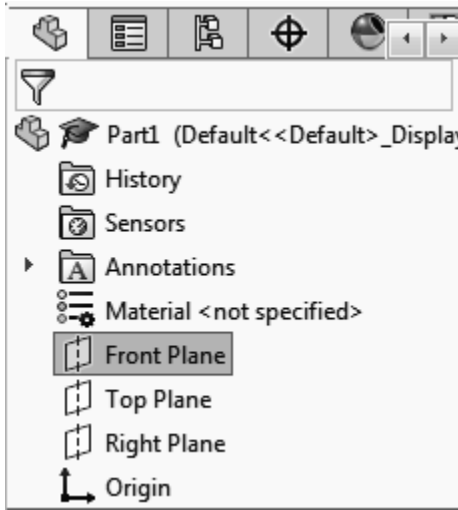 Part1 (Default<<Default>_Display
History
Sensors
A Annotations
Material <not specified>
Front Plane
Top Plane
Right Plane
Origin